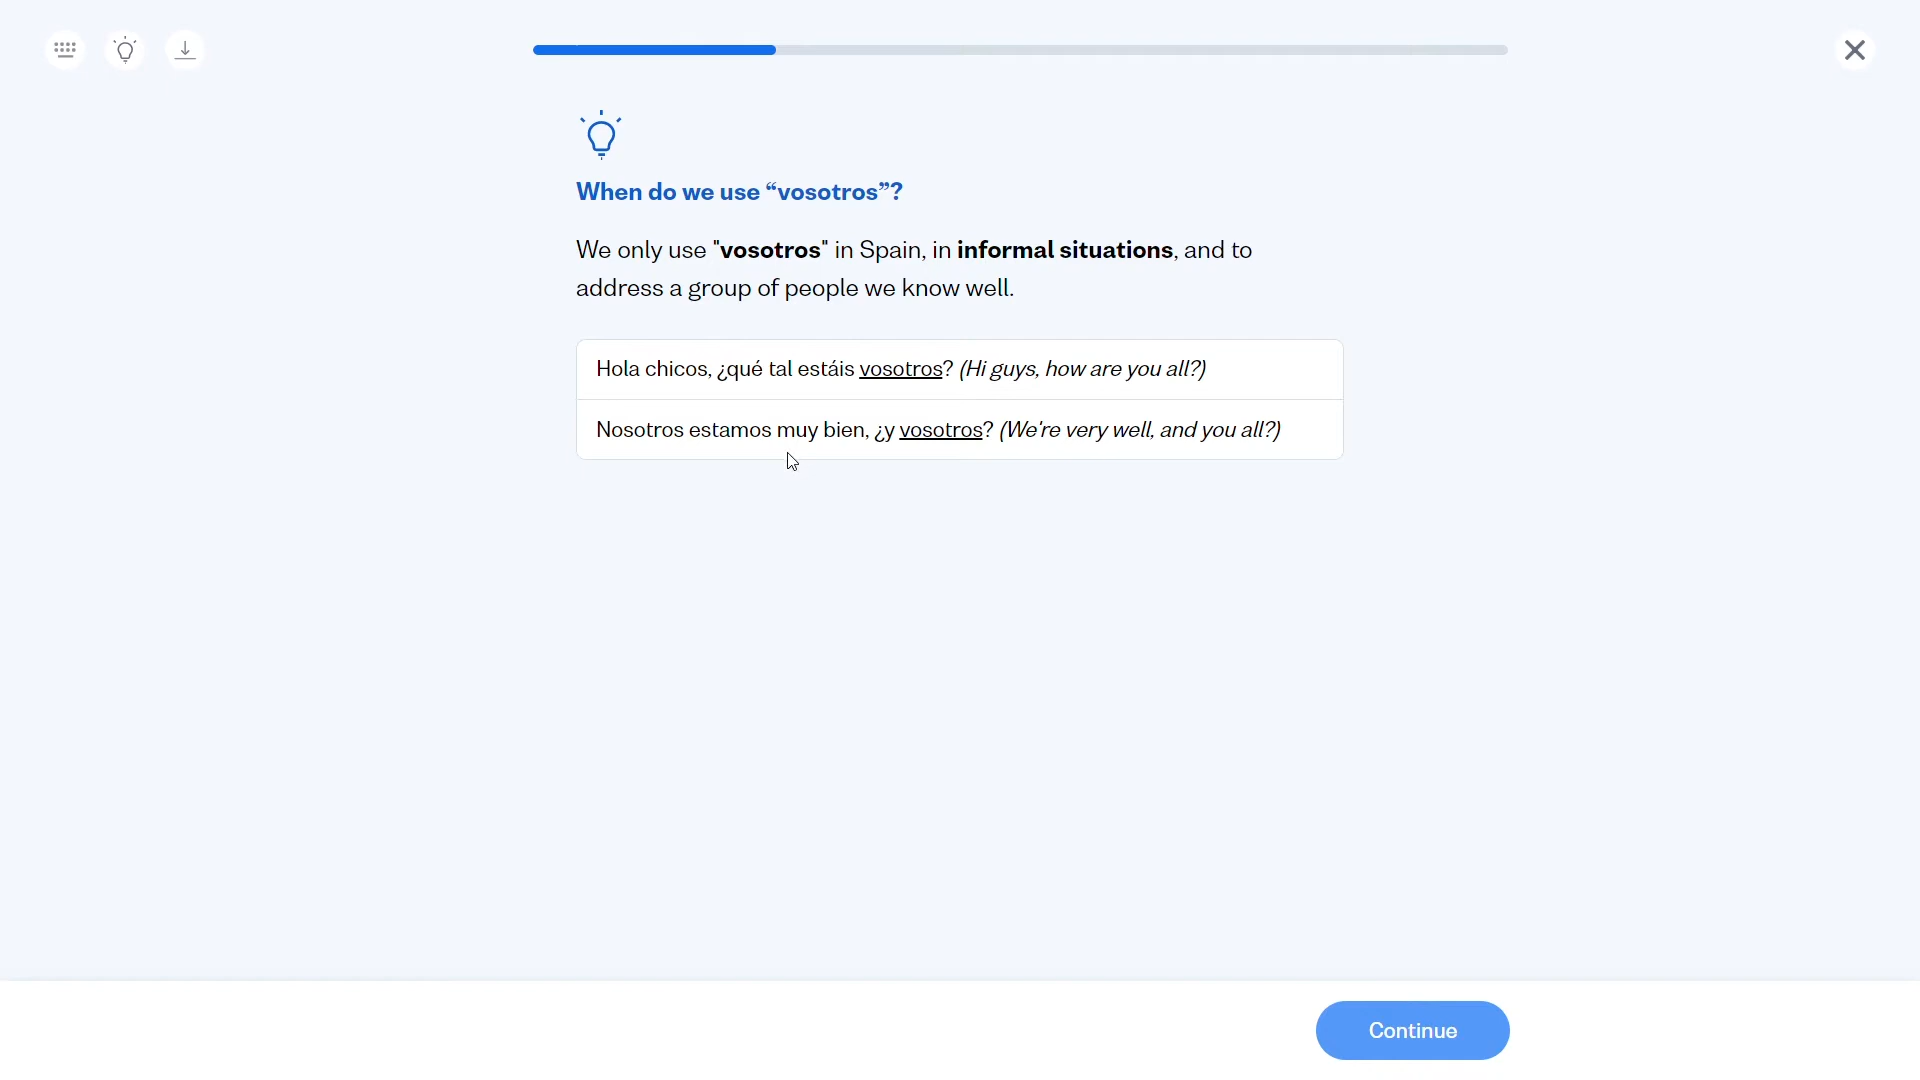 When do we use “vosotros”?
We only use "vosotros" in Spain, in informal situations, and to
address a group of people we know well.
Hola chicos, ¿qué tal estáis vosotros? (Hi guys, how are you all?)
Nosotros estamos muy bien, ¿y vosotros? (We're very well, and you all?)
Continue